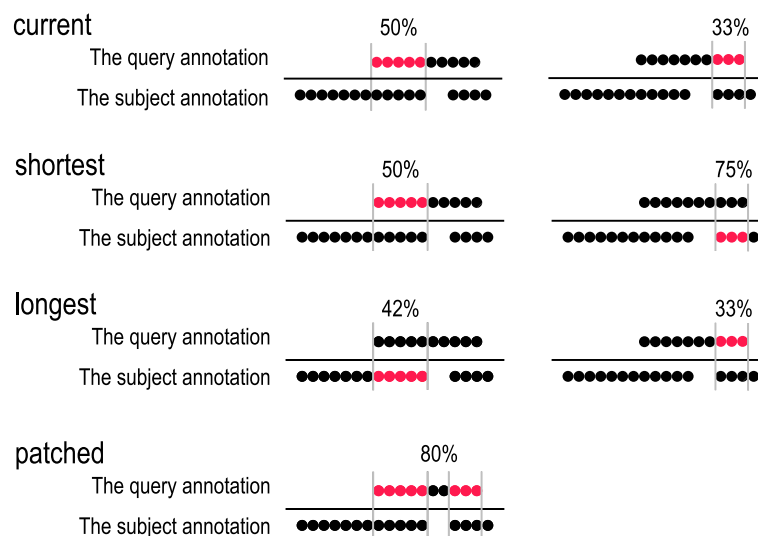 current
50% 33%
The query annotation
The subject annotation
shortest
50% 75%
The query annotation
The subject annotation
longest
42% 33%
The query annotation
The subject annotation
patched
80%
The query annotation
The subject annotation